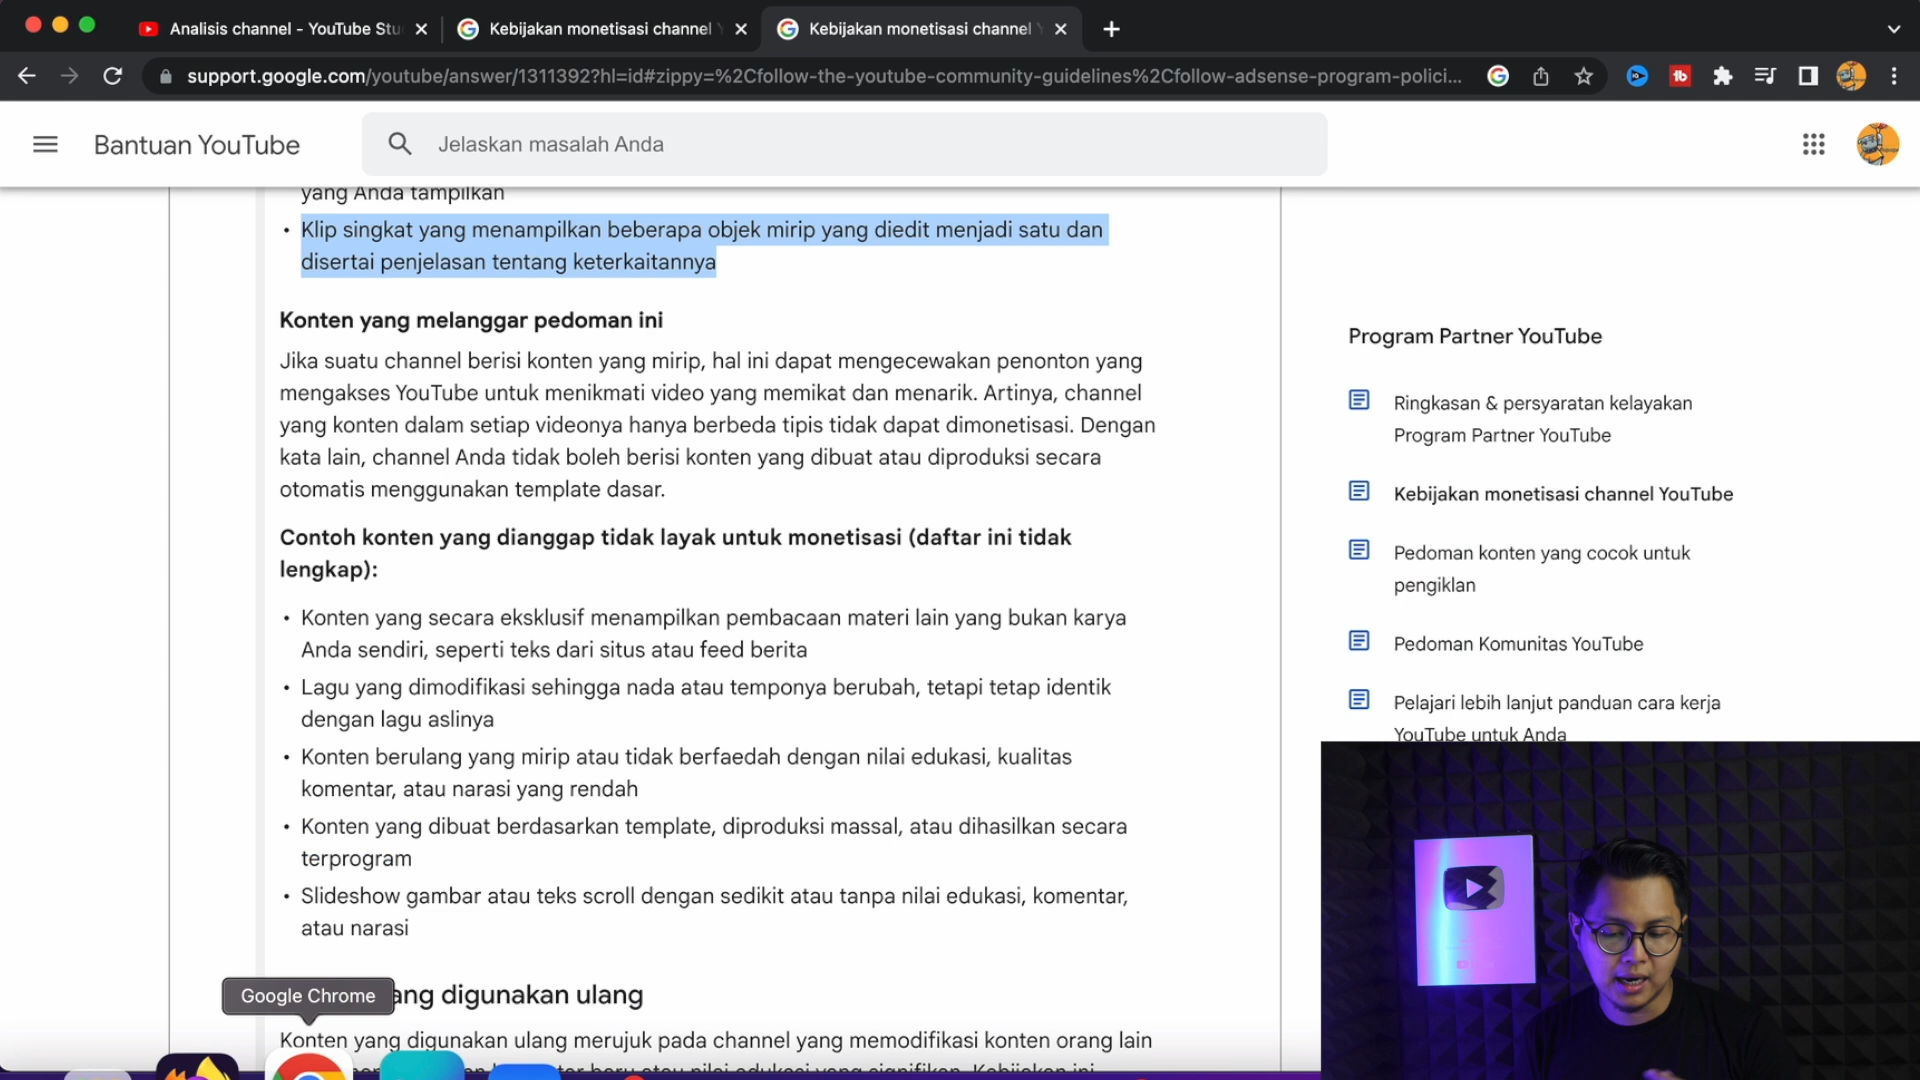 Analisis channel - YouTube Stu
Kebijakan monetisasi channel Y
Kebijakan monetisasi channel Y
support.google.com/youtube/answer/1311392?hl=id#zippy=%2Cfollow-the-youtube-community-guidelines%2Cfollow-adsense-program-polici...
Bantuan YouTube
Jelaskan masalah Anda
yang Anda tampilkan
• Klip singkat yang menampilkan beberapa objek mirip yang diedit menjadi satu dan
disertai penjelasan tentang keterkaitannya
Konten yang melanggar pedoman ini
Jika suatu channel berisi konten yang mirip, hal ini dapat mengecewakan penonton yang
mengakses YouTube untuk menikmati video yang memikat dan menarik. Artinya, channel
yang konten dalam setiap videonya hanya berbeda tipis tidak dapat dimonetisasi. Dengan
kata lain, channel Anda tidak boleh berisi konten yang dibuat atau diproduksi secara
otomatis menggunakan template dasar.
Contoh konten yang dianggap tidak layak untuk monetisasi (daftar ini tidak
lengkap):
• Konten yang secara eksklusif menampilkan pembacaan materi lain yang bukan karya
Anda sendiri, seperti teks dari situs atau feed berita
• Lagu yang dimodifikasi sehingga nada atau temponya berubah, tetapi tetap identik
dengan lagu aslinya
• Konten berulang yang mirip atau tidak berfaedah dengan nilai edukasi, kualitas
komentar, atau narasi yang rendah
• Konten yang dibuat berdasarkan template, diproduksi massal, atau dihasilkan secara
terprogram
• Slideshow gambar atau teks scroll dengan sedikit atau tanpa nilai edukasi, komentar,
atau narasi
Google Chrome
ang digunakan ulang
Konten yang digunakan ulang merujuk pada channel yang memodifikasi konten orang lain
baru atau nilai edukasi yang signifikan. Kebijakan ini
Program Partner YouTube
Ringkasan & persyaratan kelayakan
Program Partner YouTube
Kebijakan monetisasi channel YouTube
Pedoman konten yang cocok untuk
pengiklan
Pedoman Komunitas YouTube
Pelajari lebih lanjut panduan cara kerja
YouTube untuk Anda